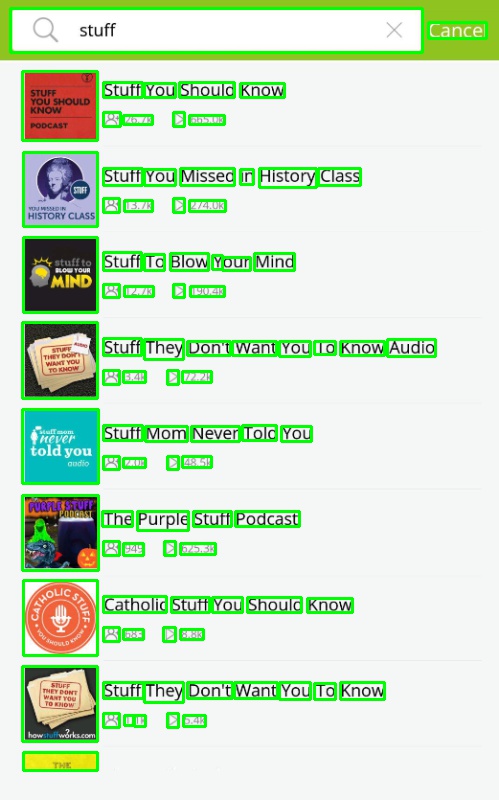 stuff
Cancel
STUFF
YOU SHOULD
KNOW
PODCAST
Stuff You Should Know
26.7k 565.0k
STUFF
YOU MISSED IN
HISTORY CLASS
Stuff You Missed in History Class
13.7k 274.0k
stuff to
BLOW YOUR
MIND
Stuff To Blow Your Mind
12.7k 190.4k
STUFF
THEY DON'T
WANT YOU
TO KNOW
AUDIO
Stuff They Don't Want You To Know Audio
3.4k 72.2k
stuff mom
never
told you
audio
Stuff Mom Never Told You
2.0k 48.5k
PURPLE STUFF
PODCAST
The Purple Stuff Podcast
949 525.3k
CATHOLIC STUFF
YOU SHOULD KNOW
Catholic Stuff You Should Know
683 8.8k
STUFF
THEY DON'T
WANT YOU
TO KNOW
howstuffworks.com
Stuff They Don't Want You To Know
5.4k
THE